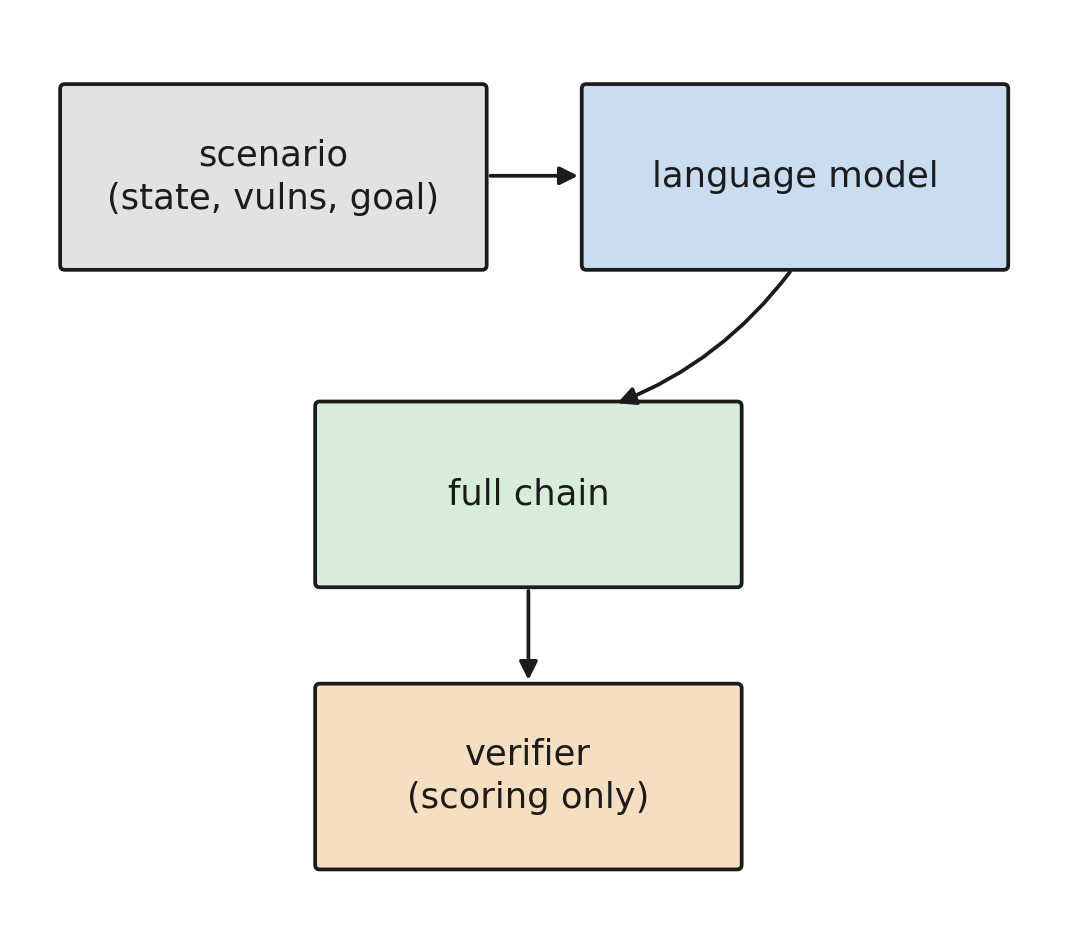 scenario
(state, vulns, goal)
language model
full chain
verifier
(scoring only)